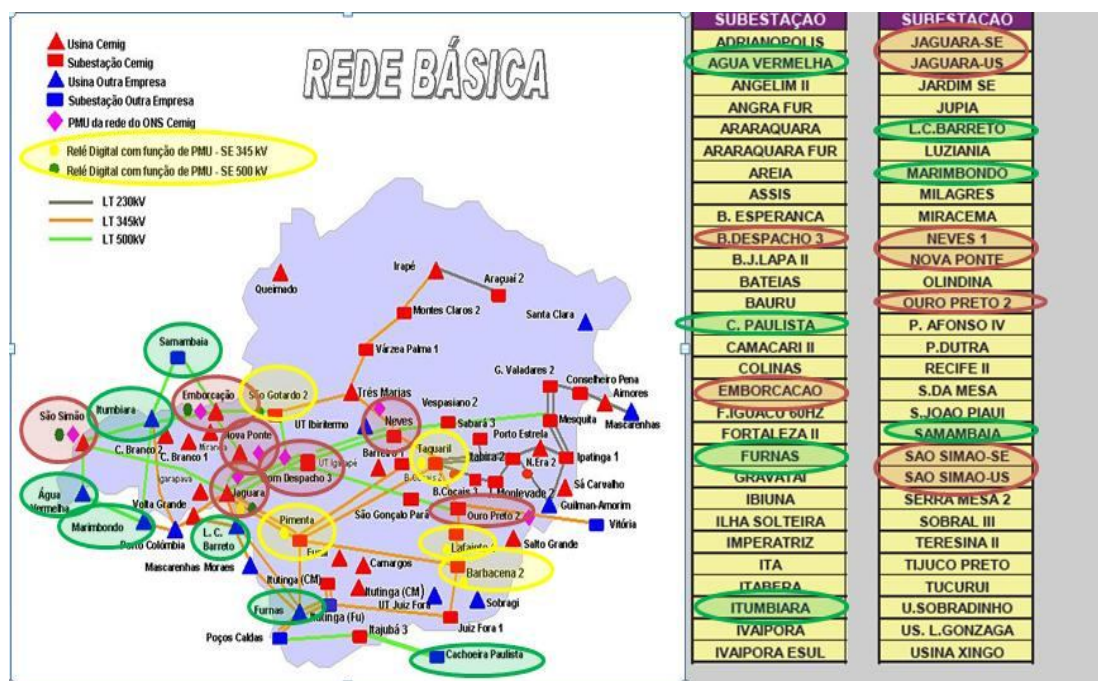 REDE BÁSICA
Usina Cemig
Subestação Cemig
Usina Outra Empresa
Subestação Outra Empresa
PMU da rede do ONS Cemig
Relé Digital com função de PMU - SE 345 kV
Relé Digital com função de PMU - SE 500 kV
LT 230kV
LT 345kV
LT 500kV
Queimado
Irapé
Araçuaí 2
Montes Claros 2
Santa Clara
Várzea Palma 1
Samambaia
G. Valadares 2
Conselheiro Pena
Aimores
Mascarenhas
Emborcação
São Gotardo 2
Três Marias
Vespasiano 2
Itumbiara
UT Ibiritermo
Neves
Sabará 3
Mesquita
São Simão
Nova Ponte
Miranda
C. Branco 2
C. Branco 1
Porto Estrela
Taquaril
Itabira 2
Ipatinga 1
UT Igarapé
Barreiro 1
N.Era 2
Bom Despacho 3
Sá Carvalho
Água Vermelha
Igarapava
Jaguara
B.Cocais 3
J.Monlevade 2
Guilman-Amorim
Volta Grande
São Gonçalo Pará
Ouro Preto 2
Vitória
Marimbondo
Pimenta
Salto Grande
Porto Colómbia
L. C. Barreto
Camargos
Barbacena 2
Mascarenhas Moraes
Itutinga (CM)
Itutinga (CM)
UT Juiz Fora
Sobragi
Furnas
Itutinga (Fu)
Juiz Fora 1
Poços Caldas
Itajubá 3
Cachoeira Paulista
SUBESTAÇÃO
ADRIANOPOLIS
AGUA VERMELHA
ANGELIM II
ANGRA FUR
ARARAQUARA
ARARAQUARA FUR
AREIA
ASSIS
B. ESPERANCA
B.DESPACHO 3
B.J.LAPA II
BATEIAS
BAURU
C. PAULISTA
CAMACARI II
COLINAS
EMBORCACAO
F.IGUACU 60HZ
FORTALEZA II
FURNAS
GRAVATAI
IBIUNA
ILHA SOLTEIRA
IMPERATRIZ
ITA
ITABERA
ITUMBIARA
IVAIPORA
IVAIPORA ESUL
SUBESTAÇÃO
JAGUARA-SE
JAGUARA-US
JARDIM SE
JUPIA
L.C.BARRETO
LUZIANIA
MARIMBONDO
MILAGRES
MIRACEMA
NEVES 1
NOVA PONTE
OLINDINA
OURO PRETO 2
P. AFONSO IV
P.DUTRA
RECIFE II
S.DA MESA
S.JOAO PIAUI
SAMAMBAIA
SAO SIMAO-SE
SAO SIMAO-US
SERRA MESA 2
SOBRAL III
TERESINA II
TIJUCO PRETO
TUCURUI
U.SOBRADINHO
US. L.GONZAGA
USINA XINGO